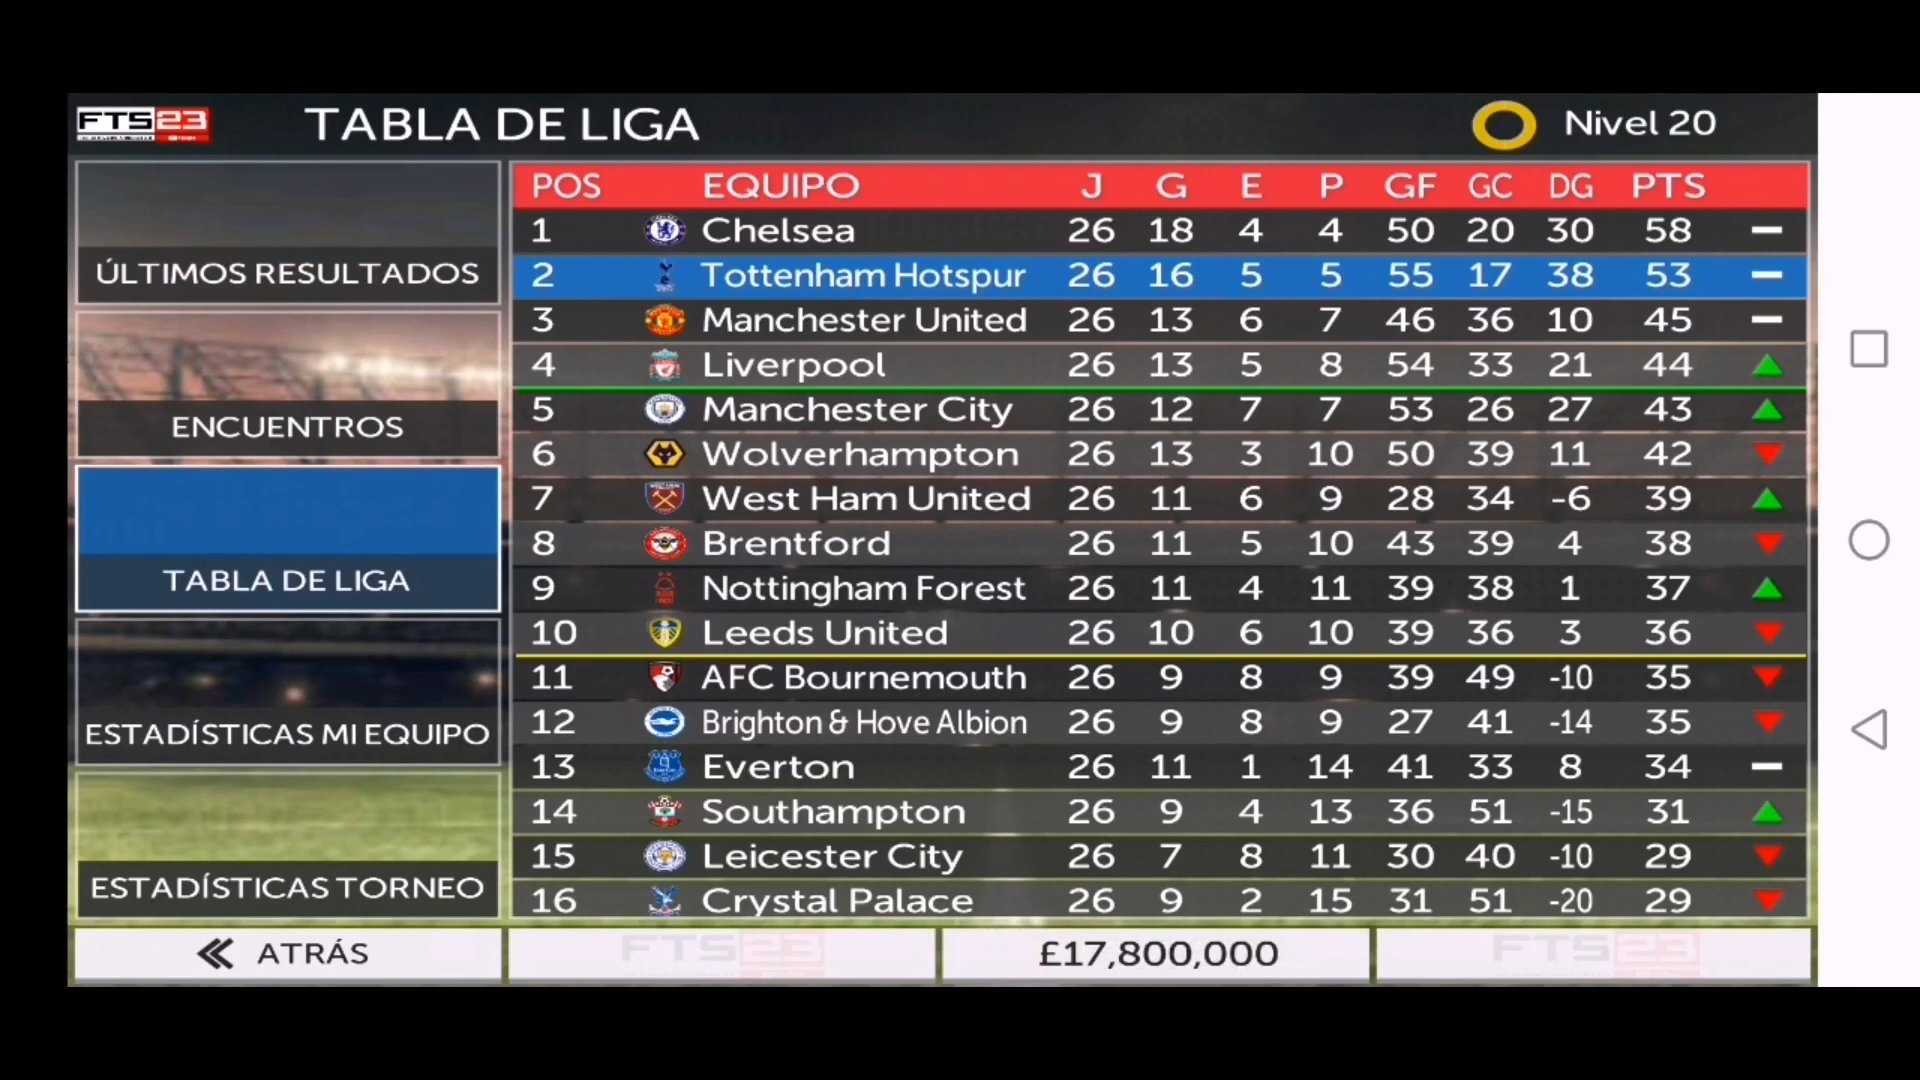 FTS23
TABLA DE LIGA
Nivel 20
ÚLTIMOS RESULTADOS
ENCUENTROS
TABLA DE LIGA
ESTADÍSTICAS MI EQUIPO
ESTADÍSTICAS TORNEO
POS EQUIPO J G E P GF GC DG PTS
1 Chelsea 26 18 4 4 50 20 30 58
2 Tottenham Hotspur 26 16 5 5 55 17 38 53
3 Manchester United 26 13 6 7 46 36 10 45
4 Liverpool 26 13 5 8 54 33 21 44
5 Manchester City 26 12 7 7 53 26 27 43
6 Wolverhampton 26 13 3 10 50 39 11 42
7 West Ham United 26 11 6 9 28 34 -6 39
8 Brentford 26 11 5 10 43 39 4 38
9 Nottingham Forest 26 11 4 11 39 38 1 37
10 Leeds United 26 10 6 10 39 36 3 36
11 AFC Bournemouth 26 9 8 9 39 49 -10 35
12 Brighton & Hove Albion 26 9 8 9 27 41 -14 35
13 Everton 26 11 1 14 41 33 8 34
14 Southampton 26 9 4 13 36 51 -15 31
15 Leicester City 26 7 8 11 30 40 -10 29
16 Crystal Palace 26 9 2 15 31 51 -20 29
ATRÁS
FTS23
£17,800,000
FTS23